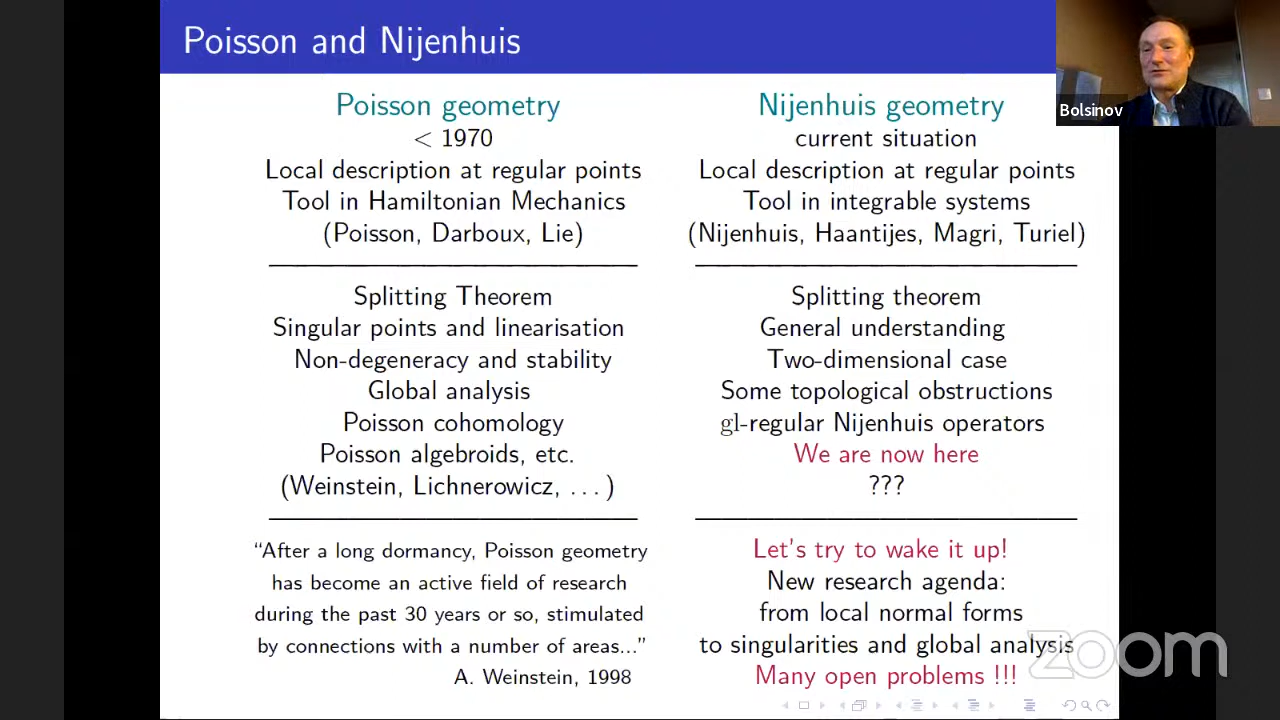 Poisson and Nijenhuis
Bolsinov
Poisson geometry
< 1970
Local description at regular points
Tool in Hamiltonian Mechanics
(Poisson, Darboux, Lie)
Splitting Theorem
Singular points and linearisation
Non-degeneracy and stability
Global analysis
Poisson cohomology
Poisson algebroids, etc.
(Weinstein, Lichnerowicz, . . . )
“After a long dormancy, Poisson geometry
has become an active field of research
during the past 30 years or so, stimulated
by connections with a number of areas...”
A. Weinstein, 1998
Nijenhuis geometry
current situation
Local description at regular points
Tool in integrable systems
(Nijenhuis, Haantijes, Magri, Turiel)
Splitting theorem
General understanding
Two-dimensional case
Some topological obstructions
gl-regular Nijenhuis operators
We are now here
???
Let's try to wake it up!
New research agenda:
from local normal forms
to singularities and global analysis
Many open problems !!!
zoom